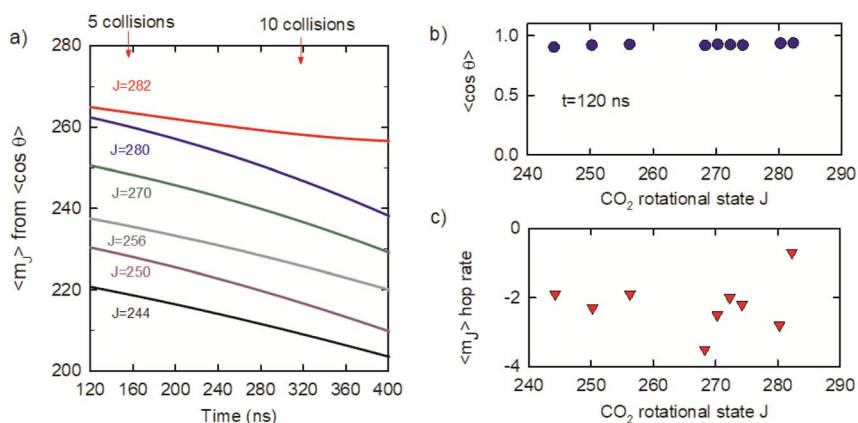 5 collisions
10 collisions
a)
280
260
240
220
200
<m_J> from <cos θ>
J=282
J=280
J=270
J=256
J=250
J=244
120 160 200 240 280 320 360 400
Time (ns)
b)
1.0
0.5
0.0
<cos θ>
t=120 ns
240 250 260 270 280 290
CO₂ rotational state J
c)
0
-2
-4
<m_J> hop rate
240 250 260 270 280 290
CO₂ rotational state J